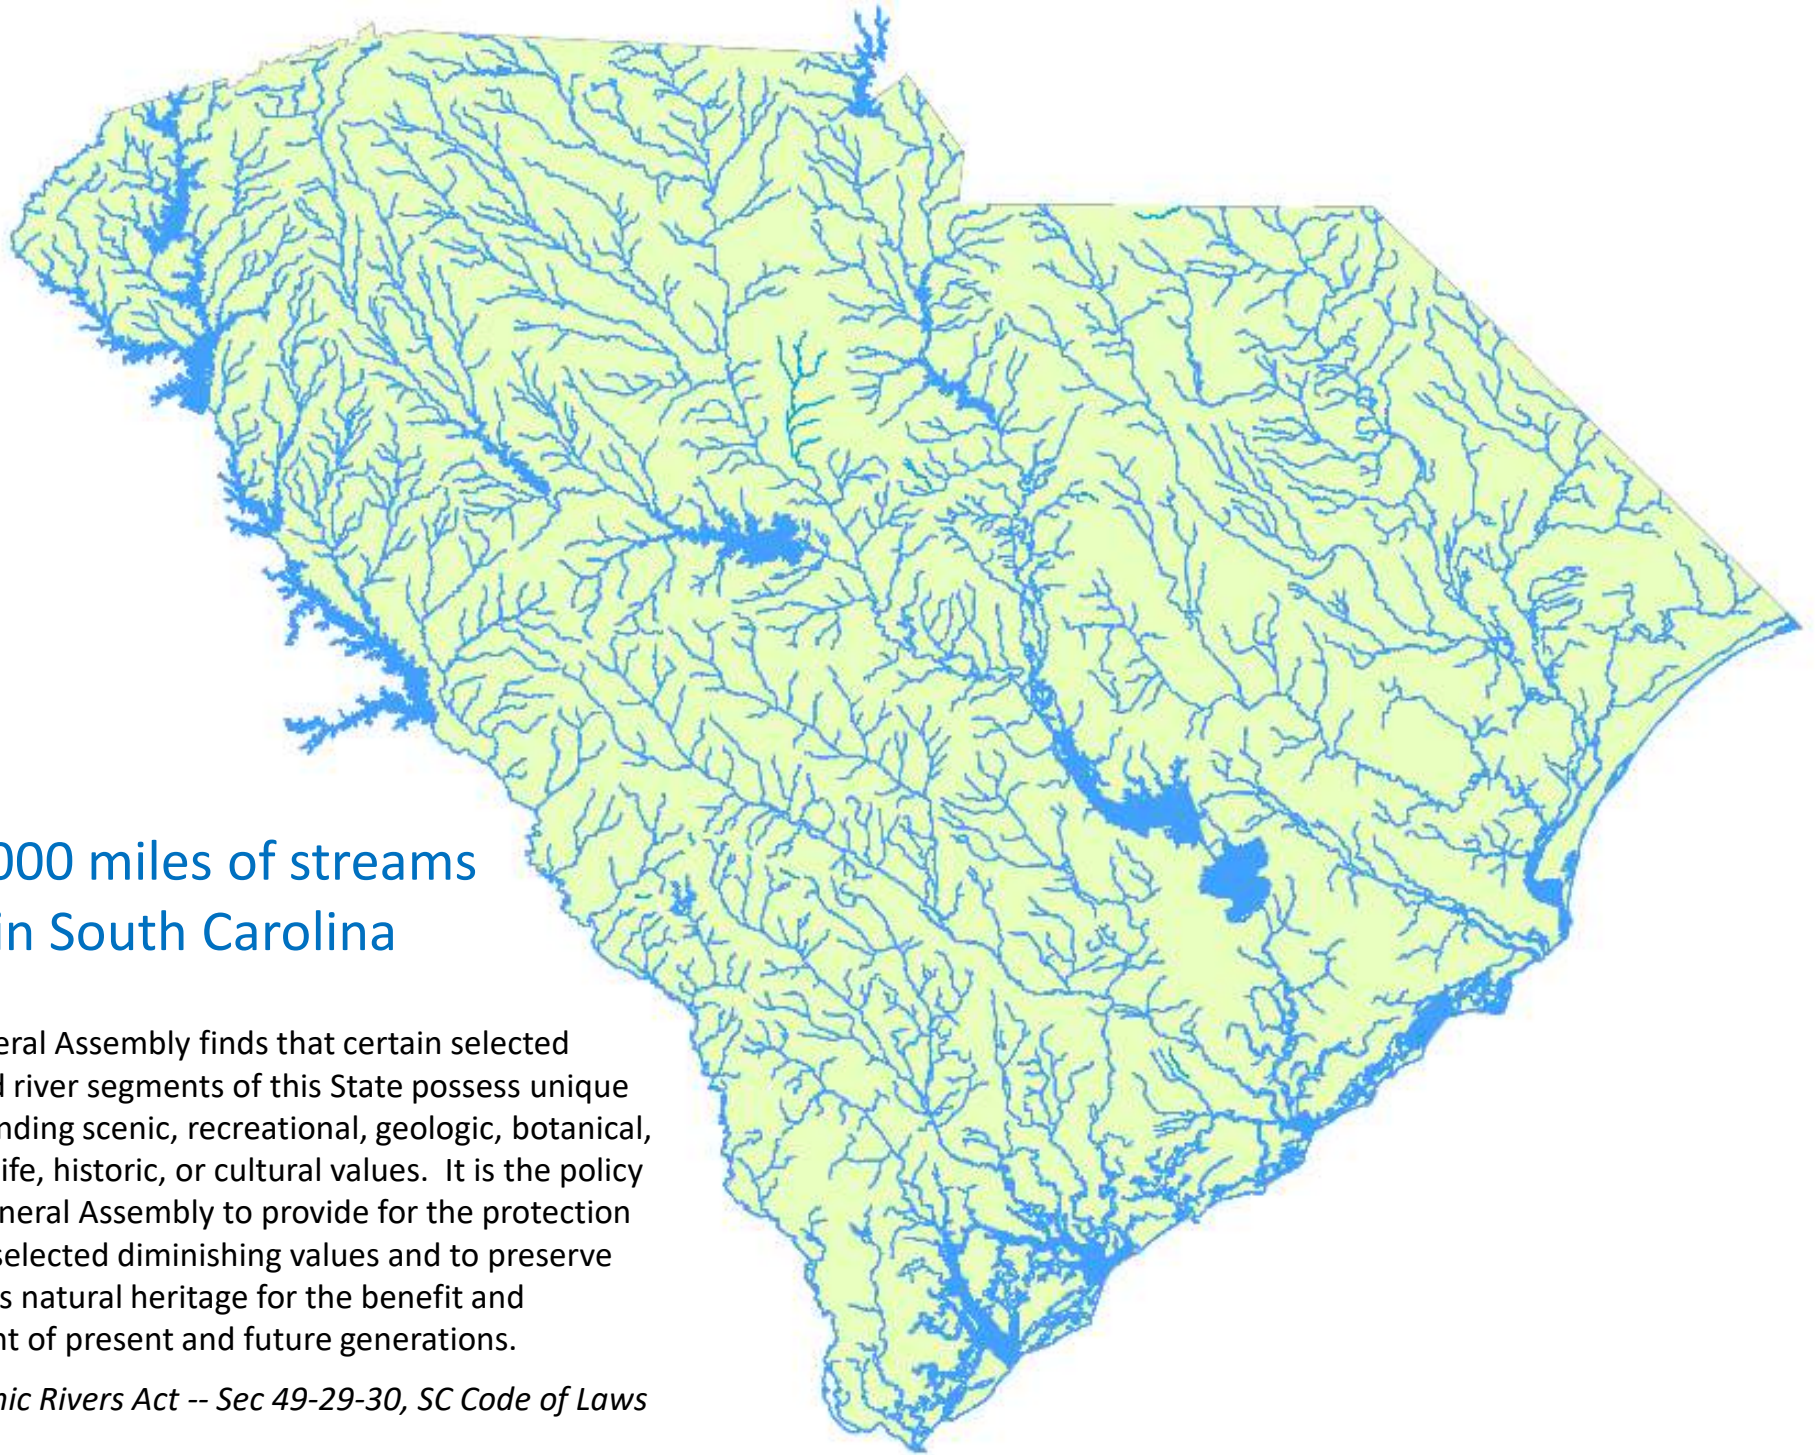 000 miles of streams
in South Carolina
eral Assembly finds that certain selected
d river segments of this State possess unique
nding scenic, recreational, geologic, botanical,
ife, historic, or cultural values.  It is the policy
neral Assembly to provide for the protection
selected diminishing values and to preserve
s natural heritage for the benefit and
nt of present and future generations.
nic Rivers Act -- Sec 49-29-30, SC Code of Laws